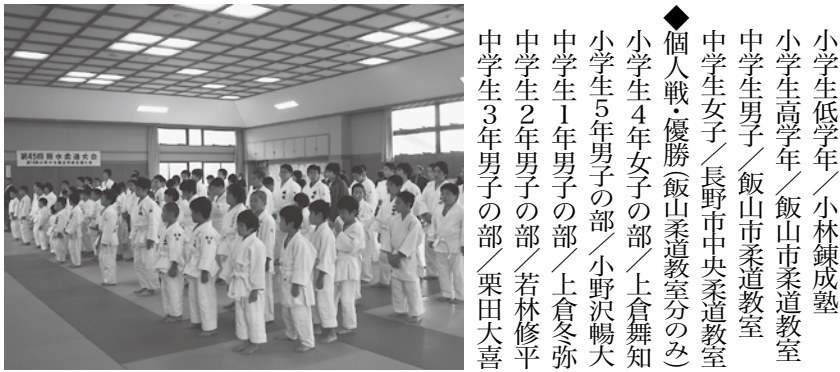 小学生低学年／小林錬成塾
小学生高学年／飯山市柔道教室
中学生男子／飯山市柔道教室
中学生女子／長野市中央柔道教室
◆個人戦・優勝（飯山柔道教室分のみ）
小学生４年女子の部／上倉舞知
小学生５年男子の部／小野沢暢大
中学生１年男子の部／上倉冬弥
中学生２年男子の部／若林修平
中学生３年男子の部／栗田大喜
柔道大会